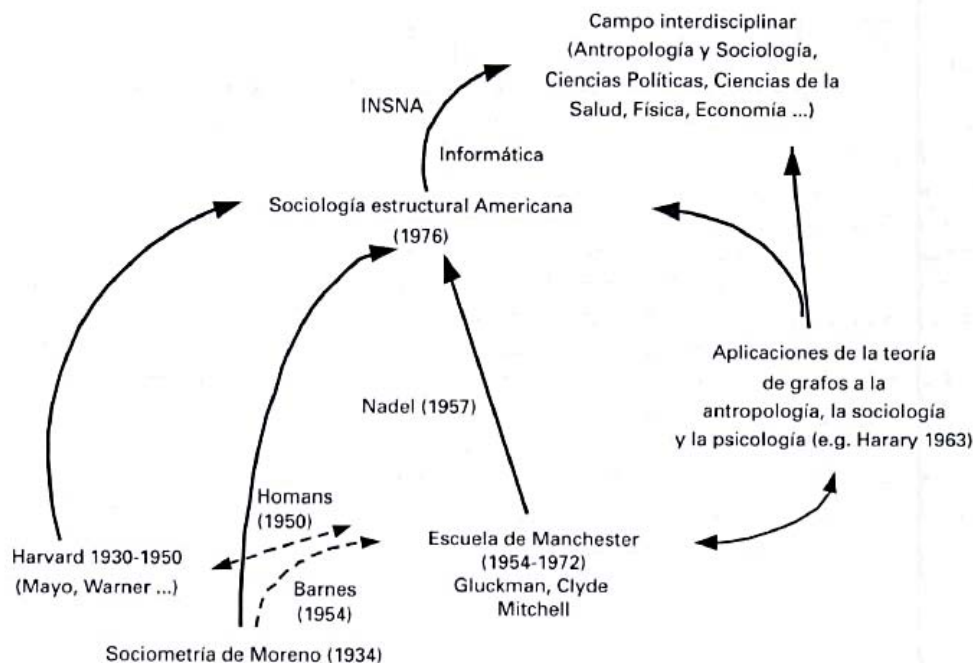 Campo interdisciplinar
(Antropología y Sociología,
Ciencias Políticas, Ciencias de la
Salud, Física, Economía ...)
INSNA
Informática
Sociología estructural Americana
(1976)
Aplicaciones de la teoría
de grafos a la
antropología, la sociología
y la psicología (e.g. Harary 1963)
Nadel (1957)
Homans
(1950)
Harvard 1930-1950
(Mayo, Warner ...)
Escuela de Manchester
(1954-1972)
Gluckman, Clyde
Mitchell
Barnes
(1954)
Sociometría de Moreno (1934)